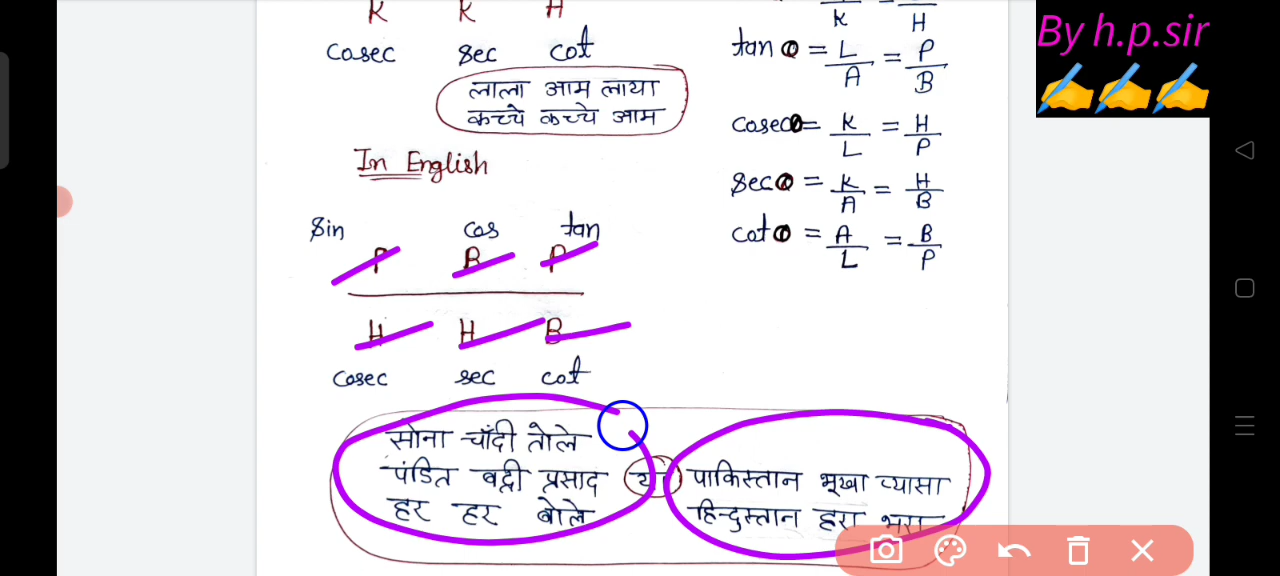 K K H
cosec sec cot
लाला आम लाया
कच्चे कच्चे आम
In English
sin cos tan
P B P
H H B
cosec sec cot
सोना चाँदी तोले
पंडित बद्री प्रसाद
हर हर बोले
या
पाकिस्तान भूखा प्यासा
हिन्दुस्तान हरा भरा
K H
tan θ = L/A = P/B
cosec θ = K/L = H/P
sec θ = K/A = H/B
cot θ = A/L = B/P
By h.p.sir